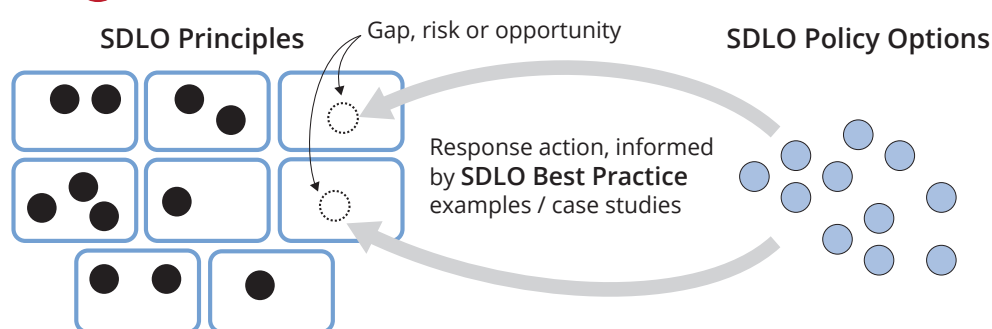 SDLO Principles
Gap, risk or opportunity
SDLO Policy Options
Response action, informed
by SDLO Best Practice
examples / case studies